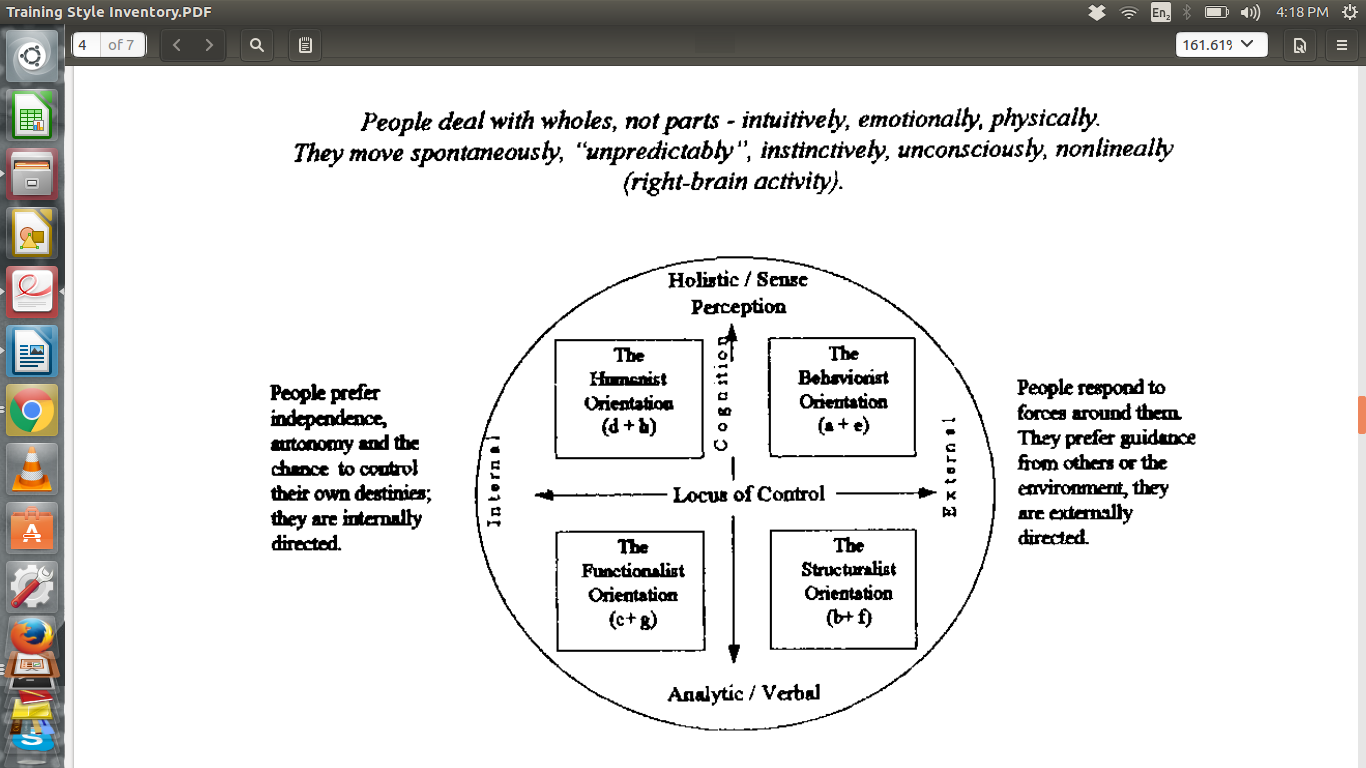 Training Style Inventory.PDF
En2
4:18 PM
4 of 7
161.61%
People deal with wholes, not parts - intuitively, emotionally, physically.
They move spontaneously, “unpredictably”, instinctively, unconsciously, nonlineally
(right-brain activity).
Holistic / Sense
Perception
The
Humanist
Orientation
(d + h)
Cognition
The
Behaviorist
Orientation
(a + e)
People prefer
independence,
autonomy and the
chance to control
their own destinies;
they are internally
directed.
Internal
Locus of Control
External
People respond to
forces around them.
They prefer guidance
from others or the
environment, they
are externally
directed.
The
Functionalist
Orientation
(c+ g)
The
Structuralist
Orientation
(b+ f)
Analytic / Verbal